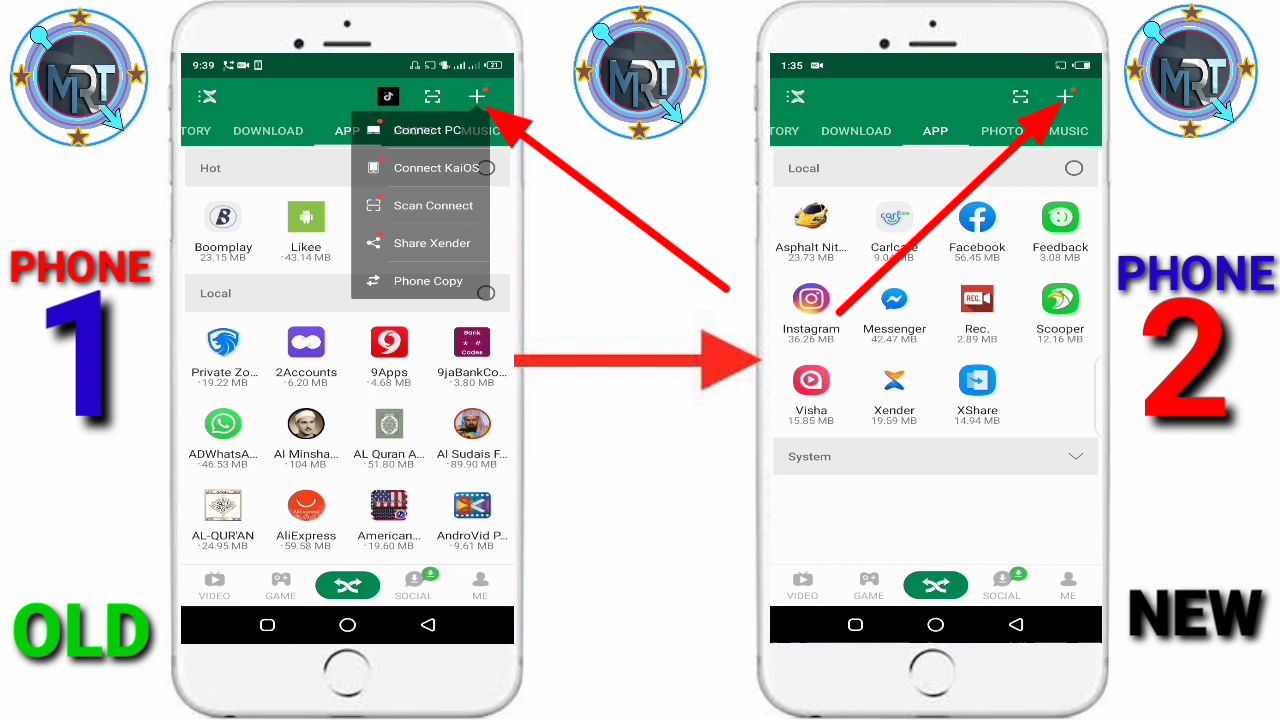 MRT
MRT
MRT
PHONE
1
OLD
9:39
21
TORY DOWNLOAD APP MUSIC
Connect PC
Connect KaiOS
Scan Connect
Share Xender
Phone Copy
Hot
Boomplay
23.15 MB
Likee
43.14 MB
Local
Private Zo...
19.22 MB
2Accounts
6.20 MB
9Apps
4.68 MB
Bank
* #
Codes
9jaBankCo...
3.80 MB
ADWhatsA...
46.53 MB
Al Minsha...
104 MB
AL Quran A...
51.80 MB
Al Sudais F...
89.90 MB
AL-QUR'AN
24.95 MB
AliExpress
AliExpress
59.58 MB
American...
19.60 MB
AndroVid P...
9.61 MB
VIDEO GAME SOCIAL ME
1:35
TORY DOWNLOAD APP PHOTO MUSIC
Local
Asphalt Nit...
23.73 MB
carlcare
Carlcare
9.04 MB
Facebook
56.45 MB
Feedback
3.08 MB
Instagram
36.26 MB
Messenger
42.47 MB
REC.
Rec.
2.89 MB
Scooper
12.16 MB
Visha
15.85 MB
Xender
19.59 MB
XShare
14.94 MB
System
VIDEO GAME SOCIAL ME
PHONE
2
NEW